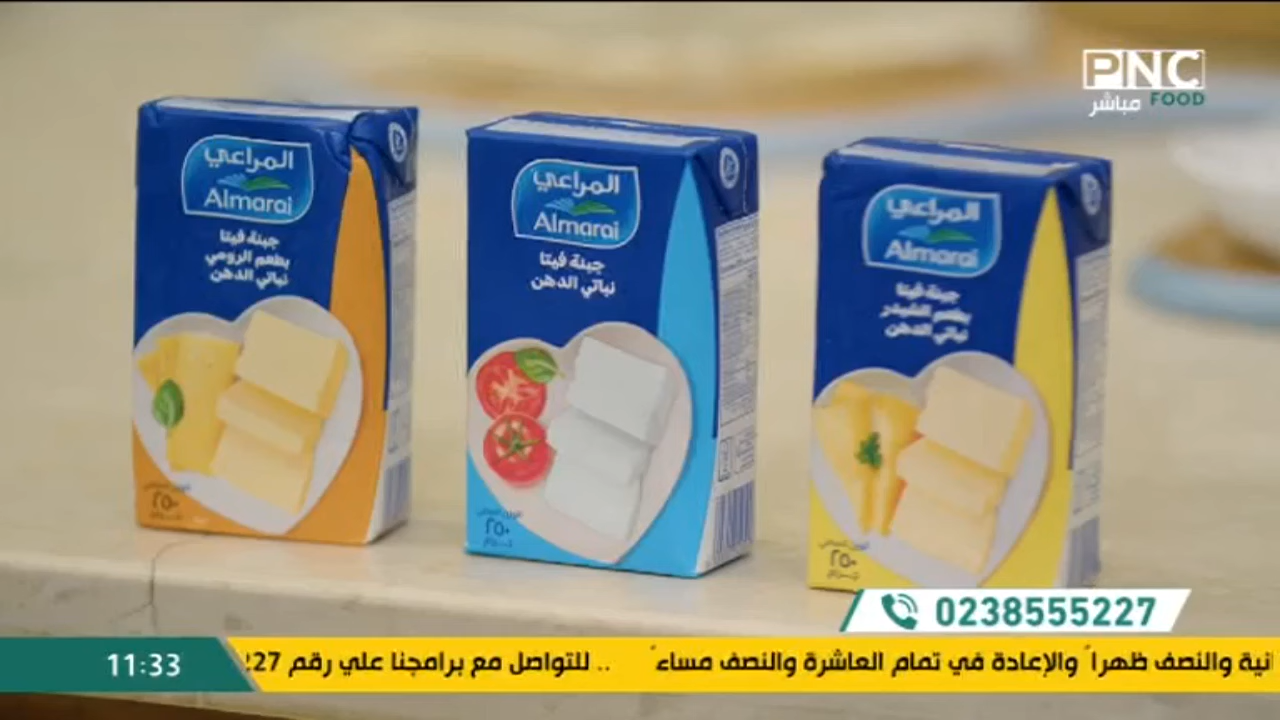 PNC
FOOD مباشر
المراعي
Almarai
جبنة فيتا
بطعم الرومي
نباتي الدهن
٢٥٠
المراعي
Almarai
جبنة فيتا
نباتي الدهن
٢٥٠
المراعي
Almarai
جبنة فيتا
بطعم الشيدر
نباتي الدهن
٢٥٠
0238555227
11:33
انية والنصف ظهراً والإعادة في تمام العاشرة والنصف مساءً .. للتواصل مع برامجنا علي رقم 27